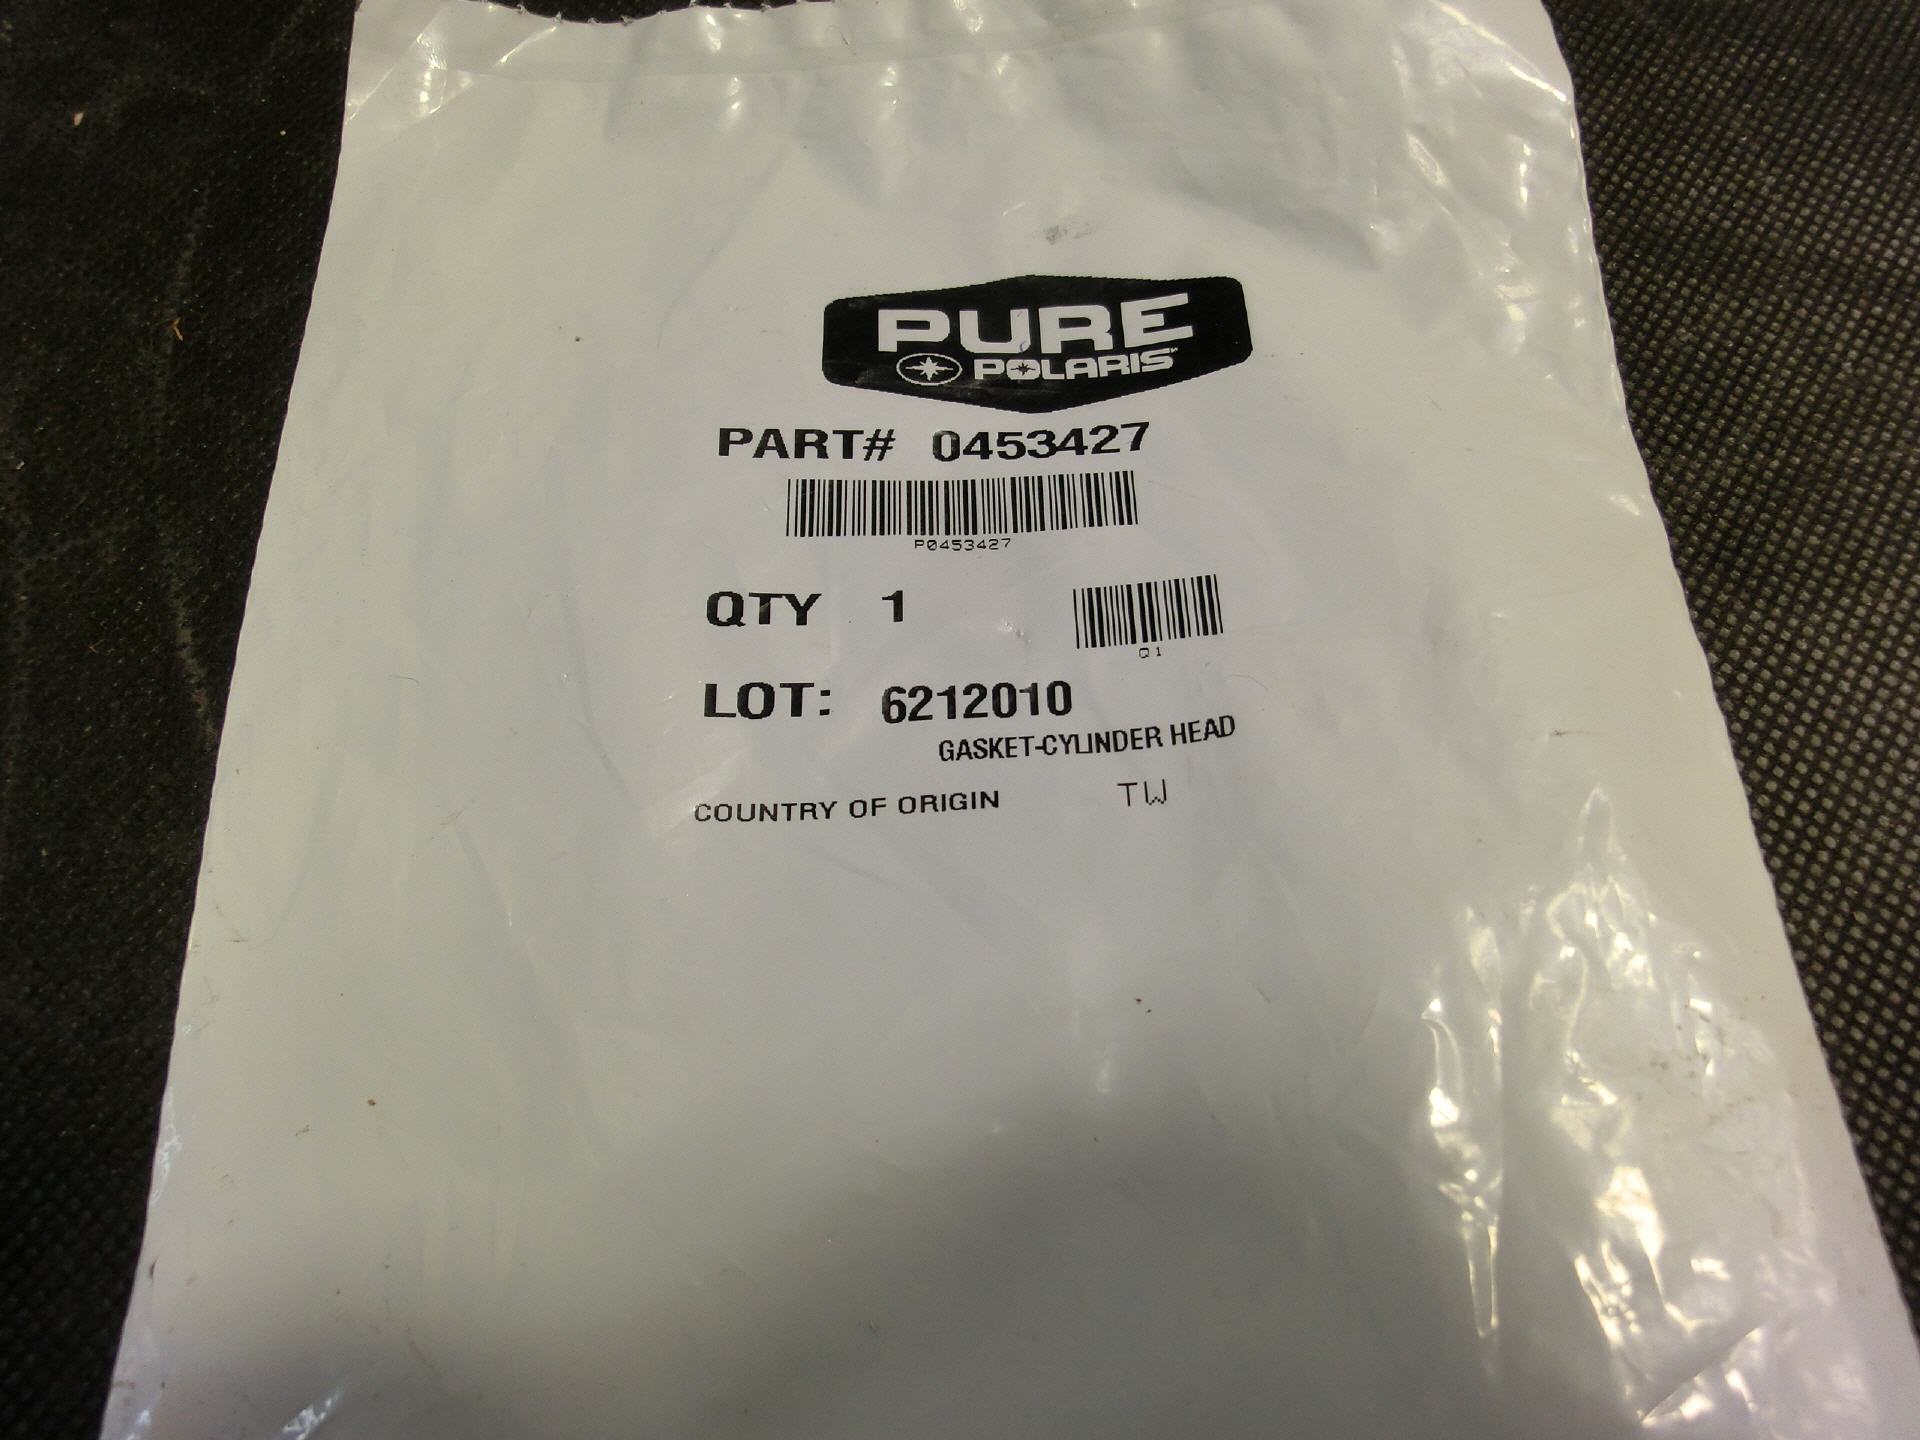 PURE
POLARIS
PART# 0453427
P0453427
QTY 1
Q1
LOT: 6212010
GASKET-CYLINDER HEAD
COUNTRY OF ORIGIN TW